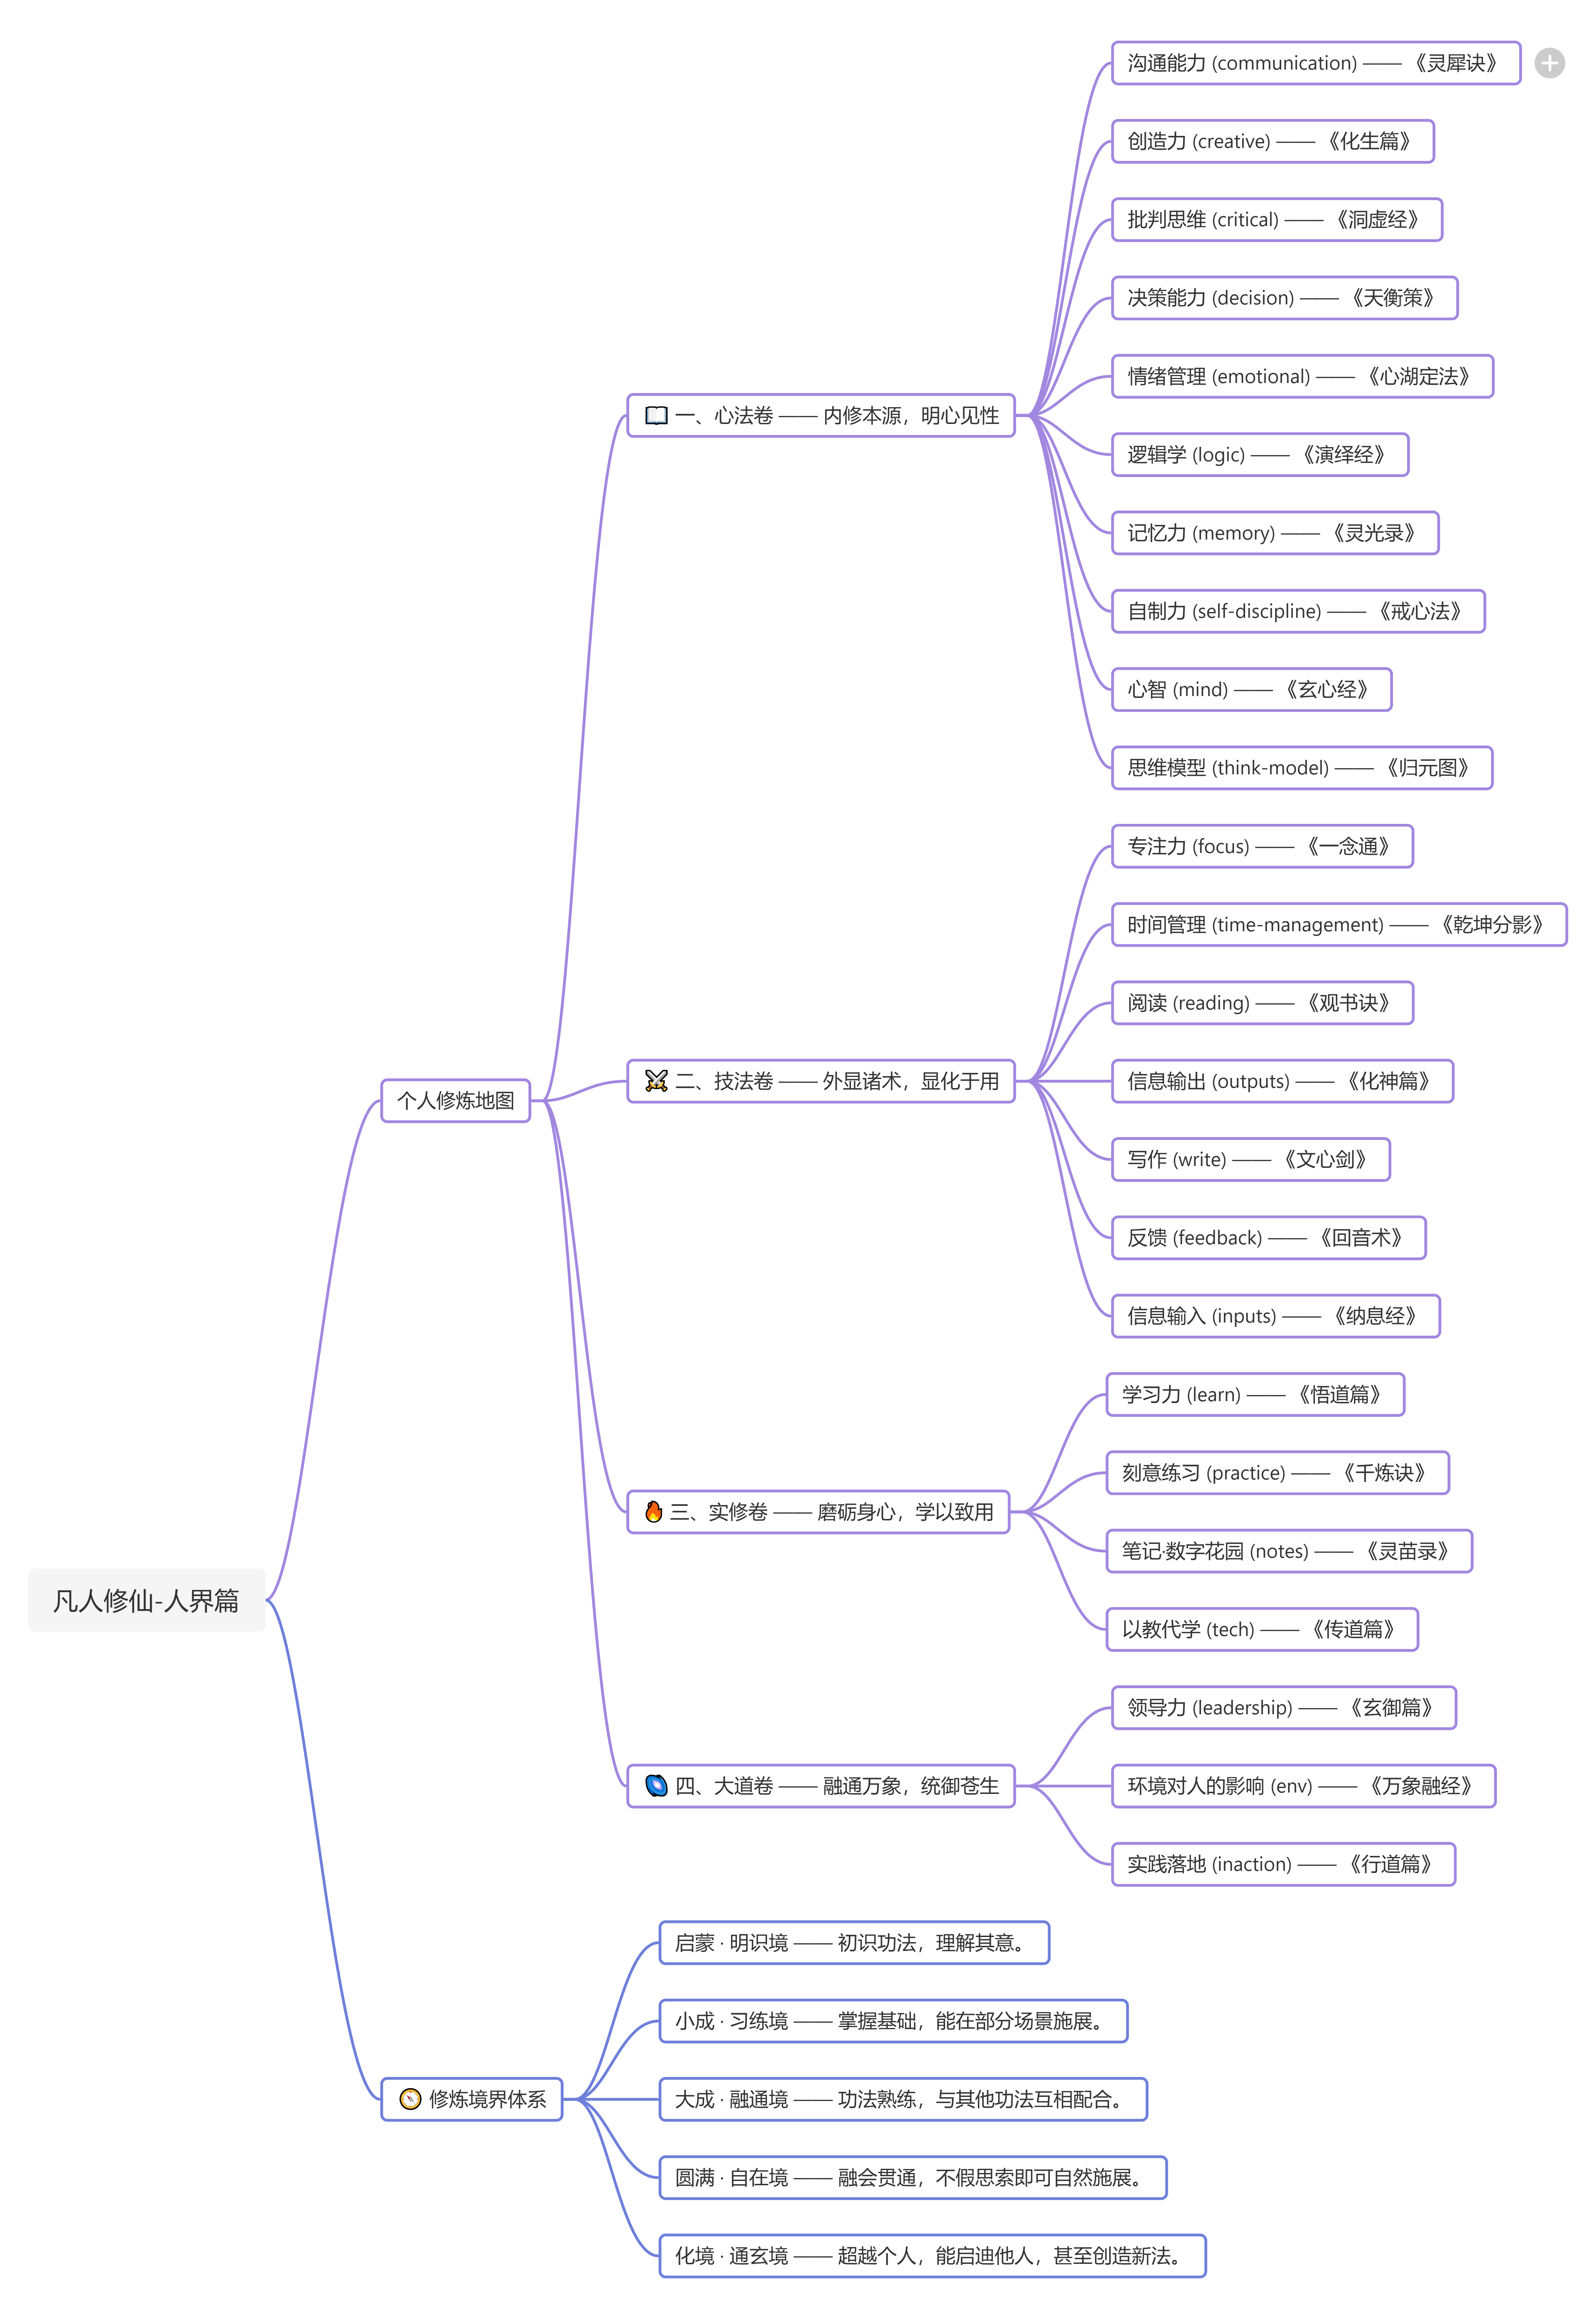 凡人修仙-人界篇
个人修炼地图
一、心法卷 —— 内修本源，明心见性
沟通能力 (communication) —— 《灵犀诀》
创造力 (creative) —— 《化生篇》
批判思维 (critical) —— 《洞虚经》
决策能力 (decision) —— 《天衡策》
情绪管理 (emotional) —— 《心湖定法》
逻辑学 (logic) —— 《演绎经》
记忆力 (memory) —— 《灵光录》
自制力 (self-discipline) —— 《戒心法》
心智 (mind) —— 《玄心经》
思维模型 (think-model) —— 《归元图》
二、技法卷 —— 外显诸术，显化于用
专注力 (focus) —— 《一念通》
时间管理 (time-management) —— 《乾坤分影》
阅读 (reading) —— 《观书诀》
信息输出 (outputs) —— 《化神篇》
写作 (write) —— 《文心剑》
反馈 (feedback) —— 《回音术》
信息输入 (inputs) —— 《纳息经》
三、实修卷 —— 磨砺身心，学以致用
学习力 (learn) —— 《悟道篇》
刻意练习 (practice) —— 《千炼诀》
笔记·数字花园 (notes) —— 《灵苗录》
以教代学 (tech) —— 《传道篇》
四、大道卷 —— 融通万象，统御苍生
领导力 (leadership) —— 《玄御篇》
环境对人的影响 (env) —— 《万象融经》
实践落地 (inaction) —— 《行道篇》
修炼境界体系
启蒙 · 明识境 —— 初识功法，理解其意。
小成 · 习练境 —— 掌握基础，能在部分场景施展。
大成 · 融通境 —— 功法熟练，与其他功法互相配合。
圆满 · 自在境 —— 融会贯通，不假思索即可自然施展。
化境 · 通玄境 —— 超越个人，能启迪他人，甚至创造新法。